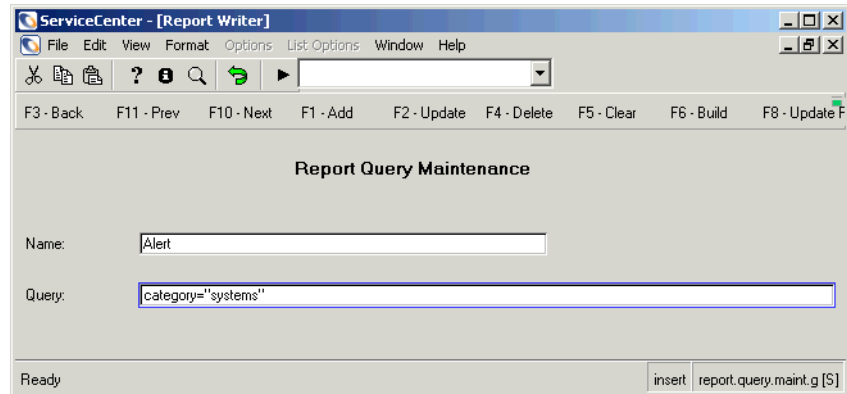 ServiceCenter - [Report Writer]
File Edit View Format Options List Options Window Help
F3 - Back F11 - Prev F10 - Next F1 - Add F2 - Update F4 - Delete F5 - Clear F6 - Build F8 - Update F
Report Query Maintenance
Name: Alert
Query: category="systems"
Ready insert report.query.maint.g [S]